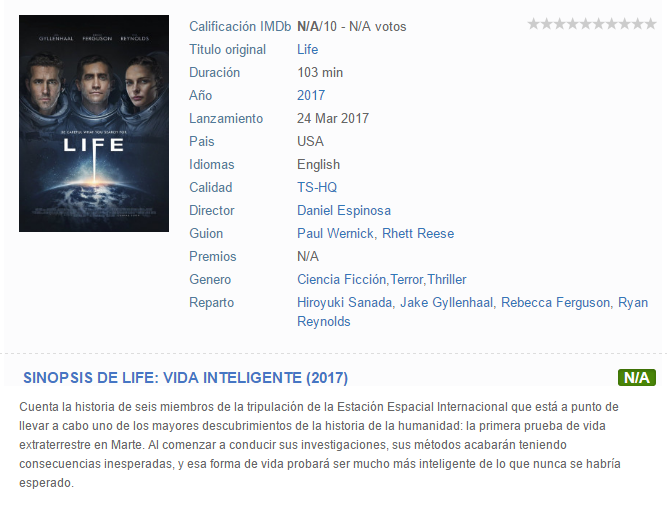 GYLLENHAAL FERGUSON REYNOLDS
BE CAREFUL WHAT YOU SEARCH FOR
LIFE
Calificación IMDb N/A/10 - N/A votos
Titulo original Life
Duración 103 min
Año 2017
Lanzamiento 24 Mar 2017
Pais USA
Idiomas English
Calidad TS-HQ
Director Daniel Espinosa
Guion Paul Wernick, Rhett Reese
Premios N/A
Genero Ciencia Ficción,Terror,Thriller
Reparto Hiroyuki Sanada, Jake Gyllenhaal, Rebecca Ferguson, Ryan
Reynolds
SINOPSIS DE LIFE: VIDA INTELIGENTE (2017) N/A
Cuenta la historia de seis miembros de la tripulación de la Estación Espacial Internacional que está a punto de
llevar a cabo uno de los mayores descubrimientos de la historia de la humanidad: la primera prueba de vida
extraterrestre en Marte. Al comenzar a conducir sus investigaciones, sus métodos acabarán teniendo
consecuencias inesperadas, y esa forma de vida probará ser mucho más inteligente de lo que nunca se habría
esperado.